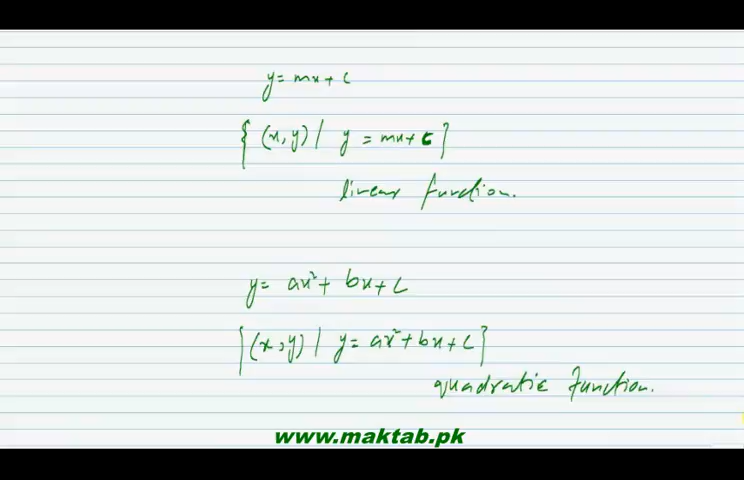 y = mx + c
{(x, y) | y = mx + c}
linear function.
y = ax² + bx + c
{(x, y) | y = ax² + bx + c}
quadratic function.
www.maktab.pk